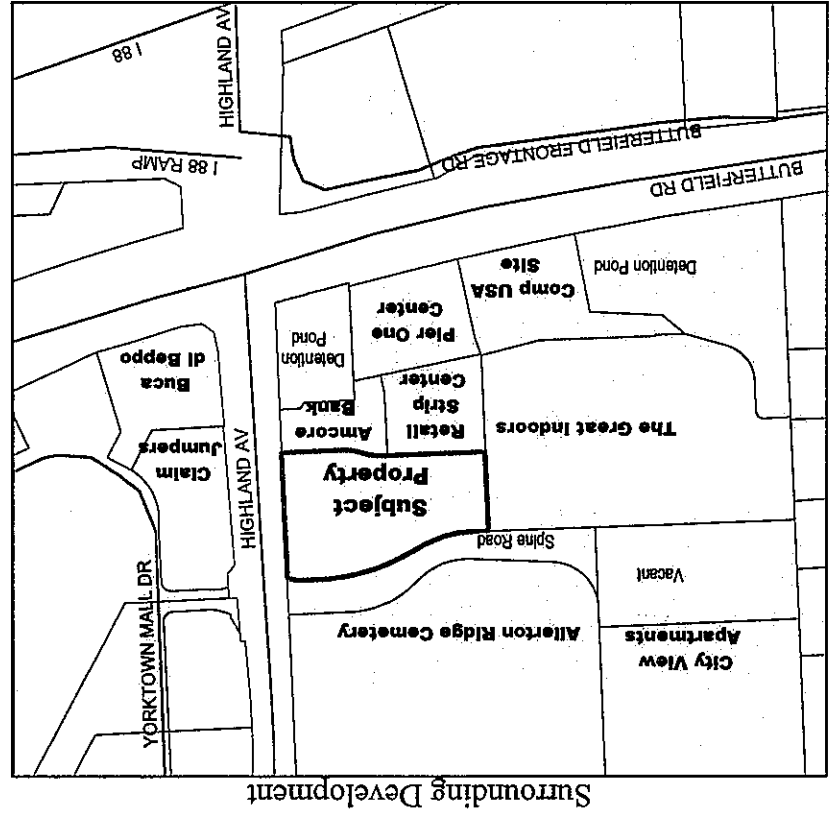 Surrounding Development
City View
Apartments
Allerton Ridge Cemetery
YORKTOWN MALL DR
Vacant
Spine Road
Subject
Property
HIGHLAND AV
Claim
Jumpers
The Great Indoors
Retail
Strip
Center
Amcore
Bank
Buca
di Beppo
Detention Pond
Comp USA
Site
Pier One
Center
Detention
Pond
BUTTERFIELD RD
BUTTERFIELD FRONTAGE RD
I 88 RAMP
HIGHLAND AV
I 88